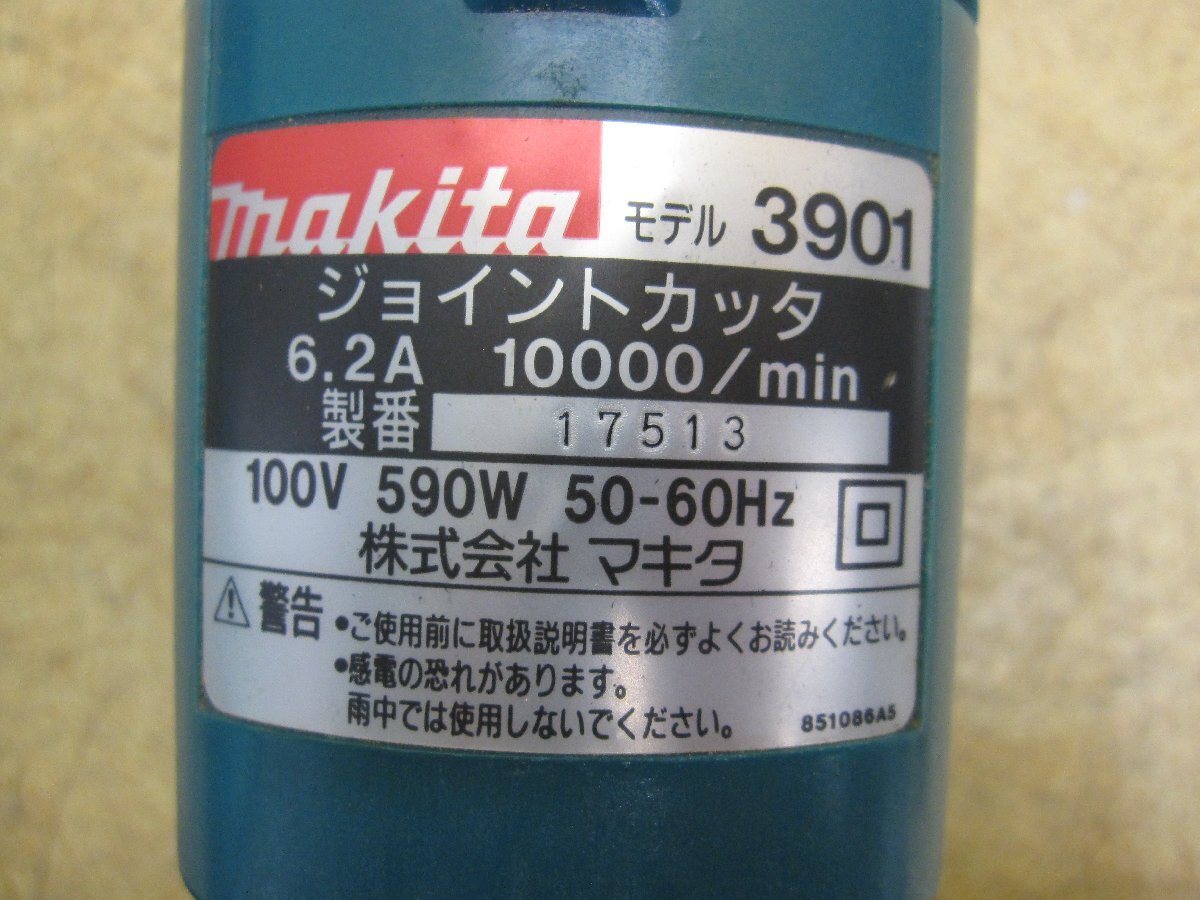 makita モデル 3901
ジョイントカッタ
6.2A 10000/min
製番 17513
100V 590W 50-60Hz
株式会社 マキタ
警告 •ご使用前に取扱説明書を必ずよくお読みください。
•感電の恐れがあります。
雨中では使用しないでください。
851086A5